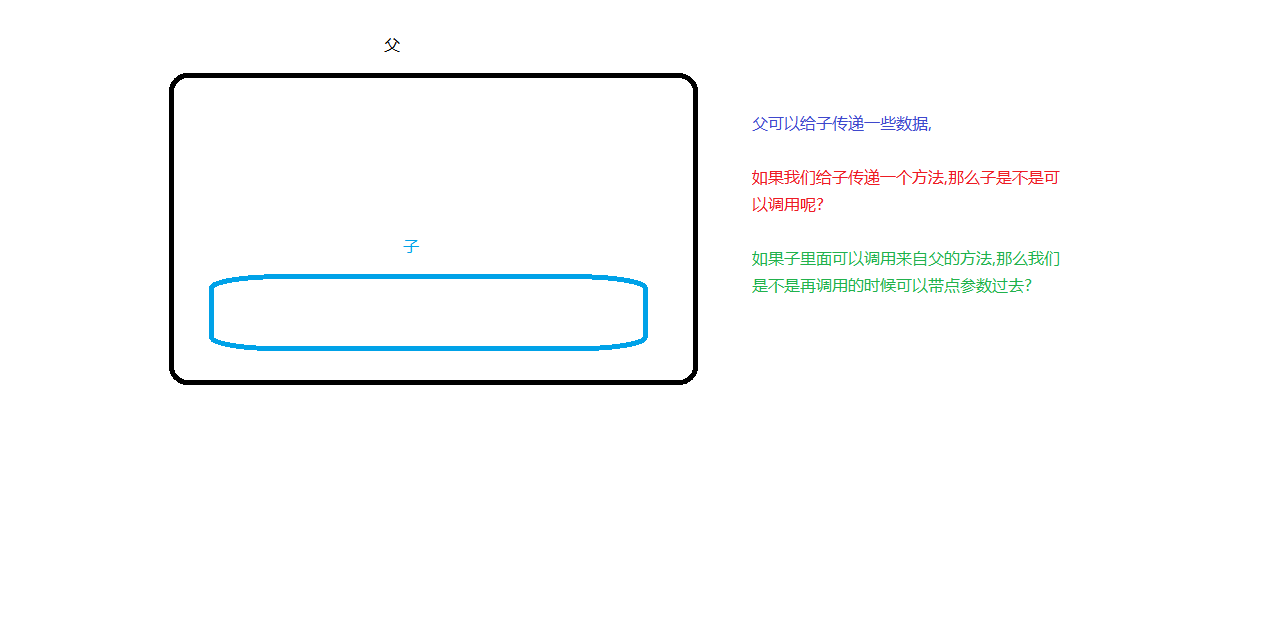 父
父可以给子传递一些数据,
如果我们给子传递一个方法,那么子是不是可
以调用呢?
子
如果子里面可以调用来自父的方法,那么我们
是不是再调用的时候可以带点参数过去?